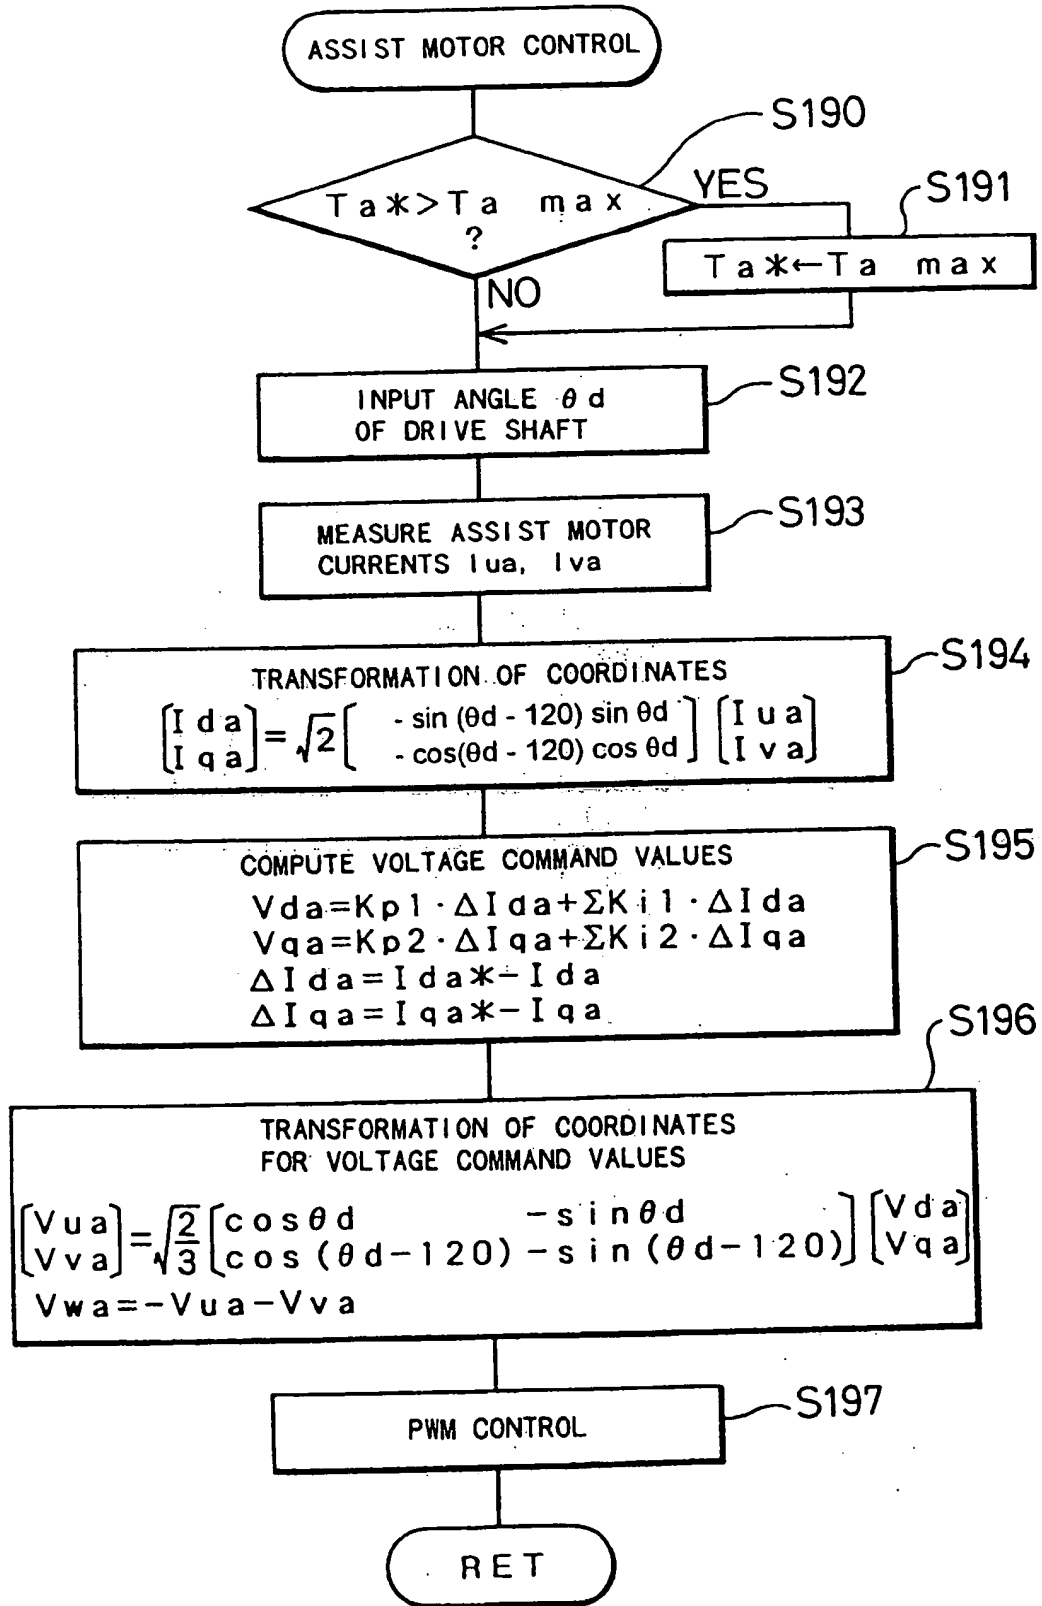 ASSIST MOTOR CONTROL
S190
Ta*>Ta max
?
YES
S191
Ta*←Ta max
NO
S192
INPUT ANGLE θd
OF DRIVE SHAFT
S193
MEASURE ASSIST MOTOR
CURRENTS Iua, Iva
S194
TRANSFORMATION OF COORDINATES
[Ida] = √2 [ - sin (θd - 120) sin θd ] [Iua]
[Iqa] [ - cos(θd - 120) cos θd ] [Iva]
S195
COMPUTE VOLTAGE COMMAND VALUES
Vda=Kp1·ΔIda+ΣKi1·ΔIda
Vqa=Kp2·ΔIqa+ΣKi2·ΔIqa
ΔIda=Ida*-Ida
ΔIqa=Iqa*-Iqa
S196
TRANSFORMATION OF COORDINATES
FOR VOLTAGE COMMAND VALUES
[Vua] = √2/3 [cosθd -sinθd] [Vda]
[Vva] [cos (θd-120) -sin (θd-120)] [Vqa]
Vwa=-Vua-Vva
S197
PWM CONTROL
RET